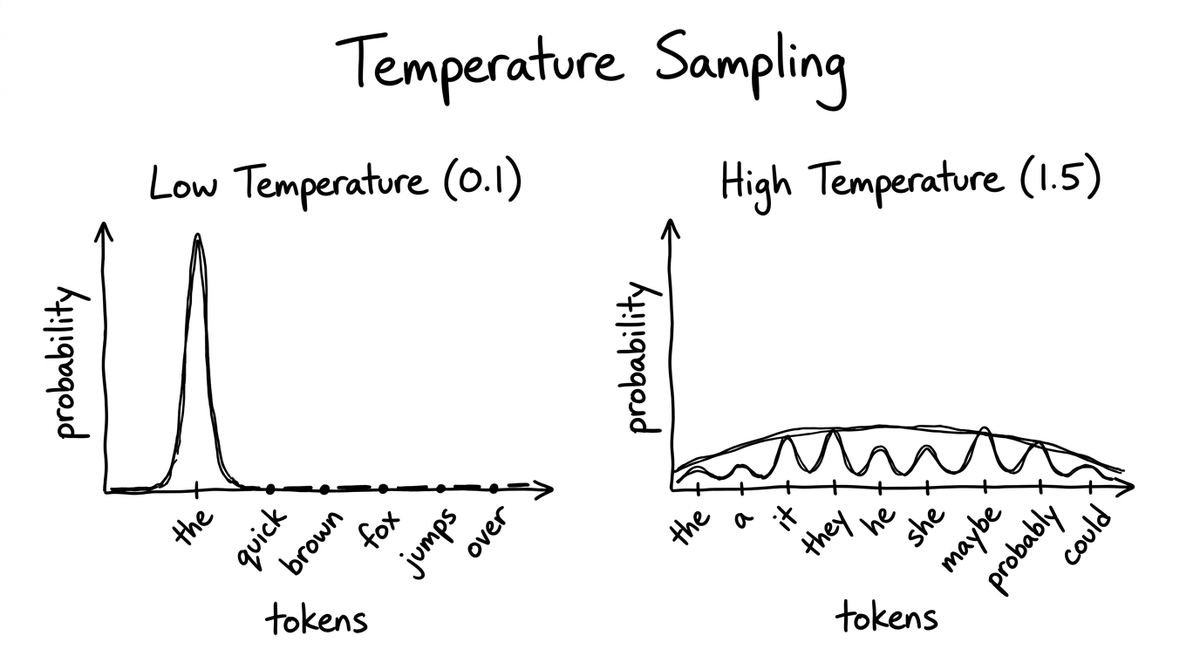 Temperature Sampling
Low Temperature (0.1)
probability
the
quick
brown
fox
jumps
over
tokens
High Temperature (1.5)
probability
the
a
it
they
he
she
maybe
probably
could
tokens